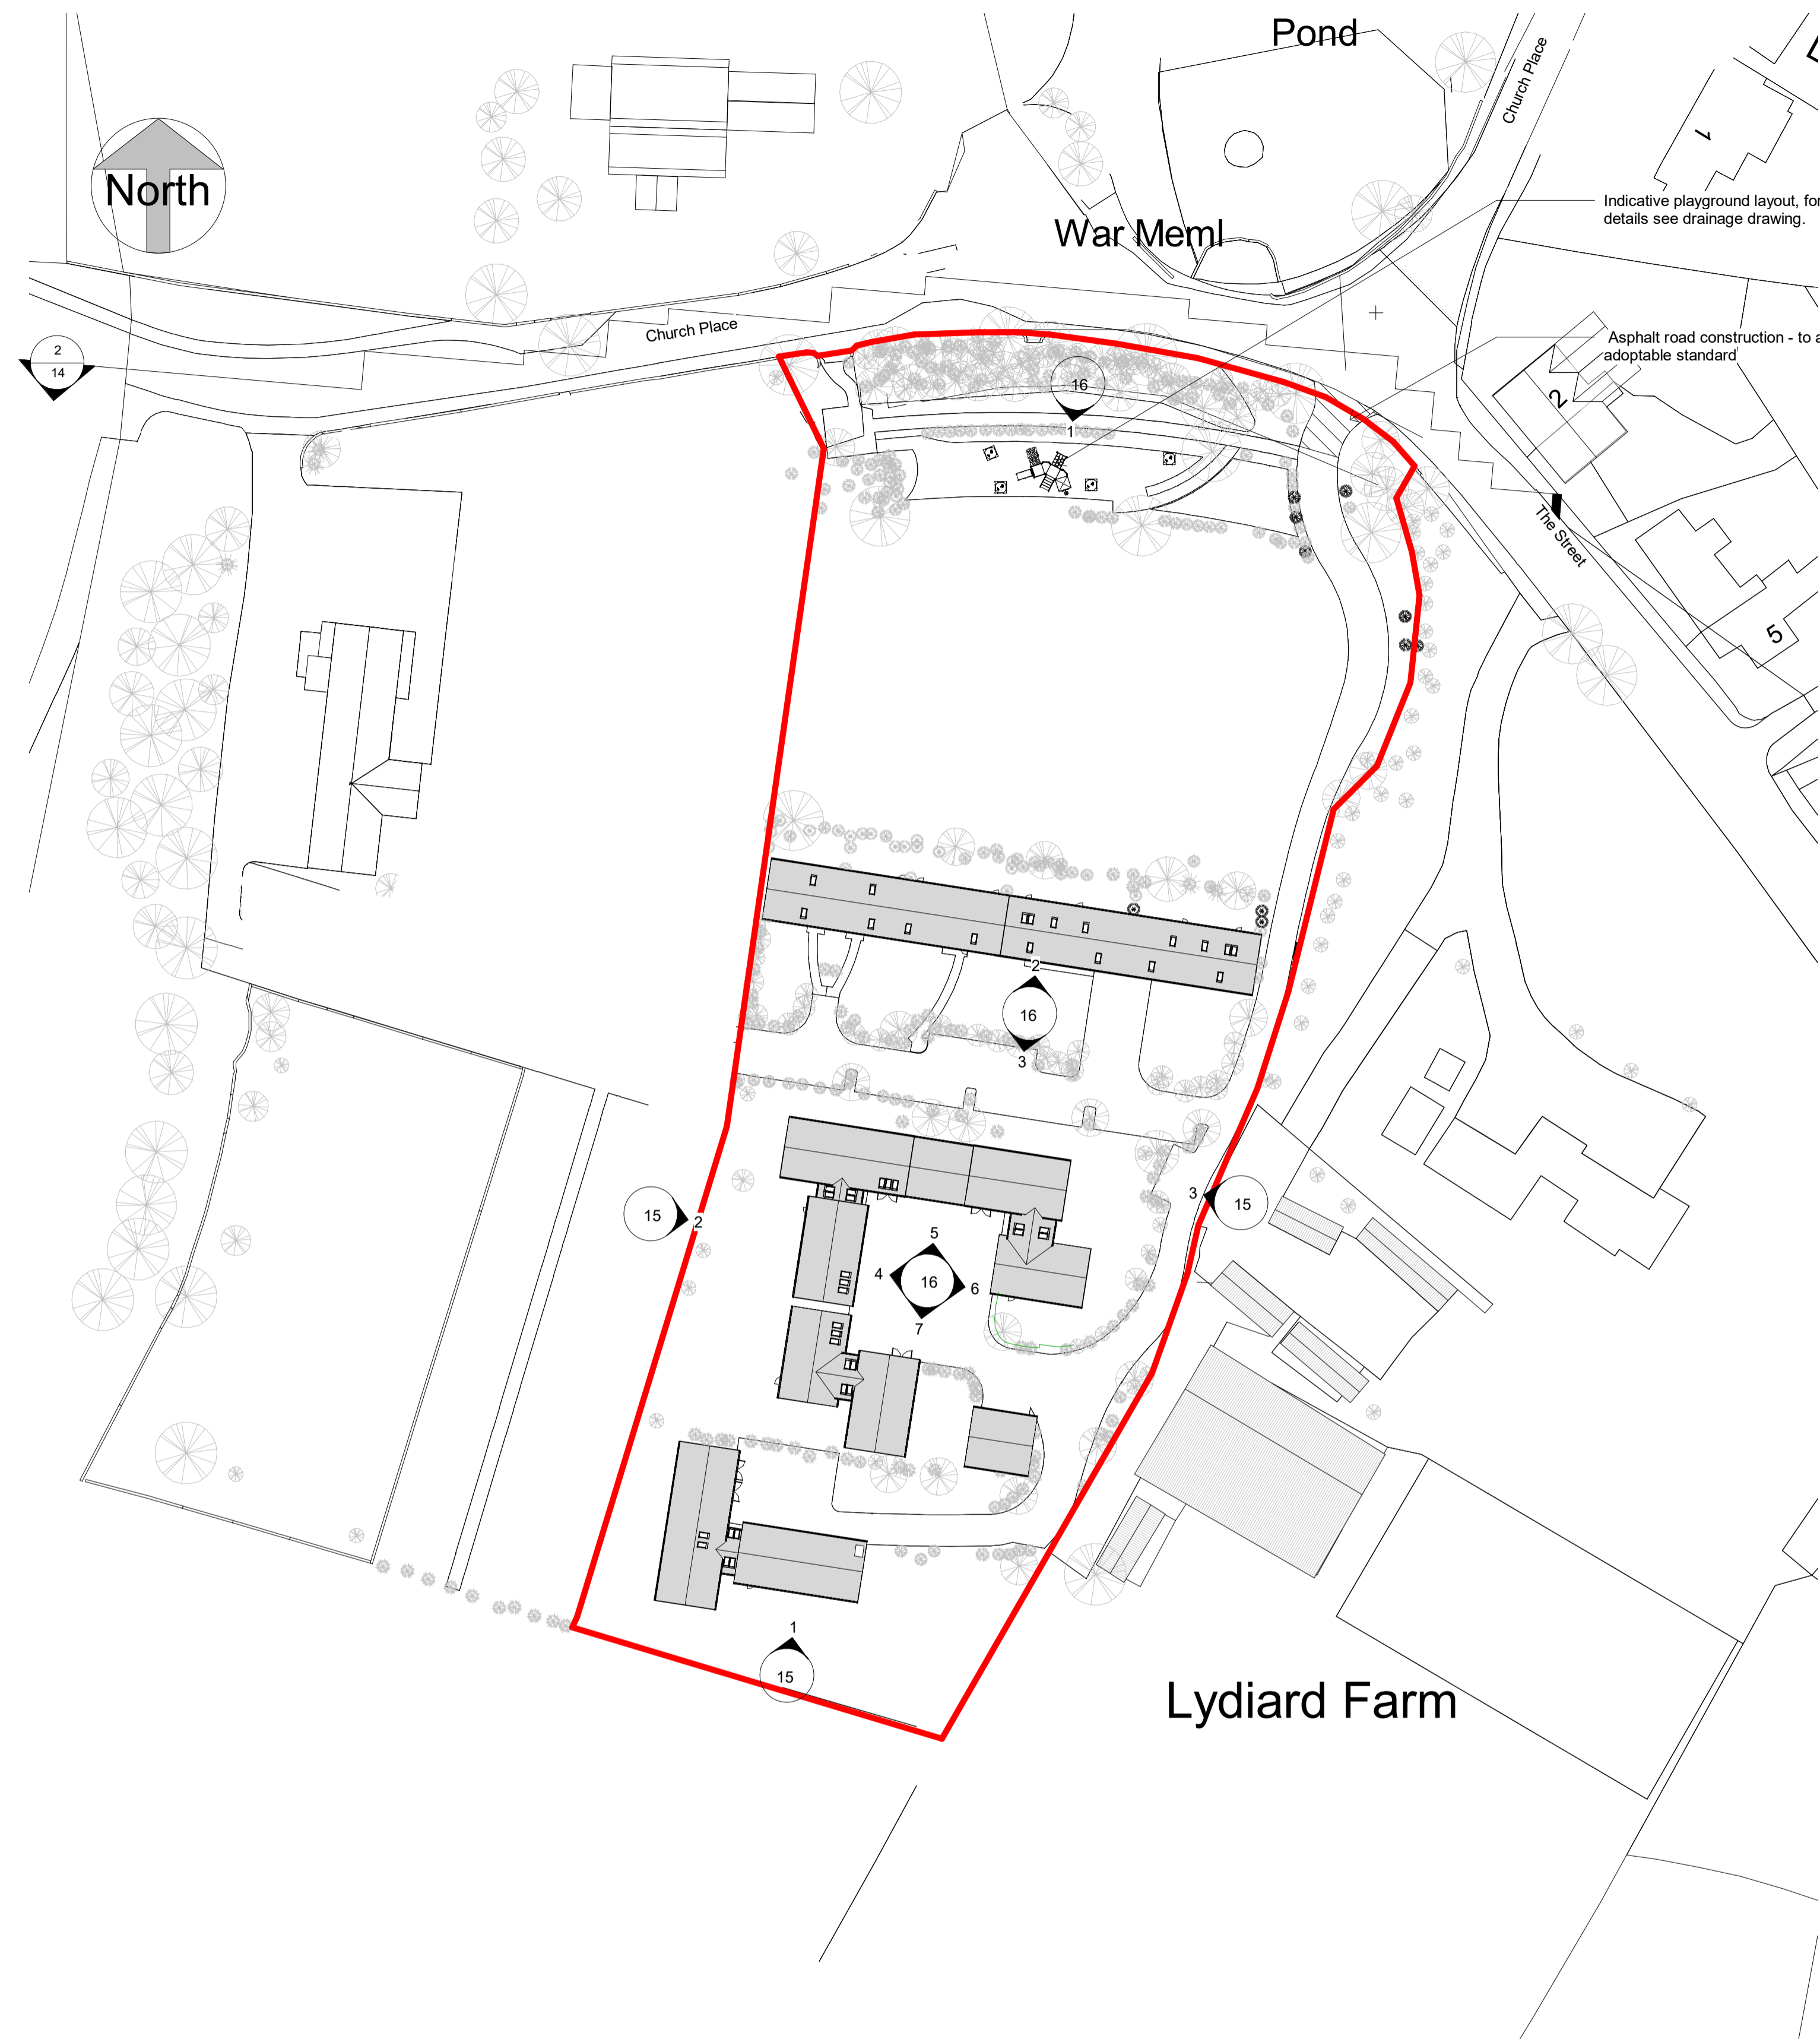 Pond
Church Place
North
1
Indicative playground layout, for
details see drainage drawing.
War Meml
Church Place
2
14
Asphalt road construction - to a
adoptable standard
16
1
2
The Street
5
2
16
3
15
2
3
15
5
4
16
6
7
1
15
Lydiard Farm